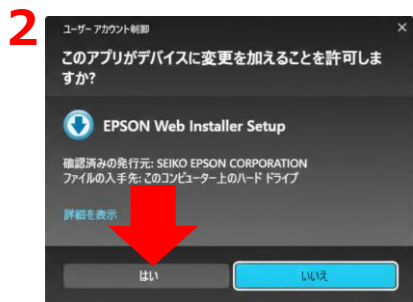 2
ユーザー アカウント制御
このアプリがデバイスに変更を加えることを許可しま
すか?
EPSON Web Installer Setup
確認済みの発行元: SEIKO EPSON CORPORATION
ファイルの入手先: このコンピューター上のハード ドライブ
詳細を表示
はい
いいえ